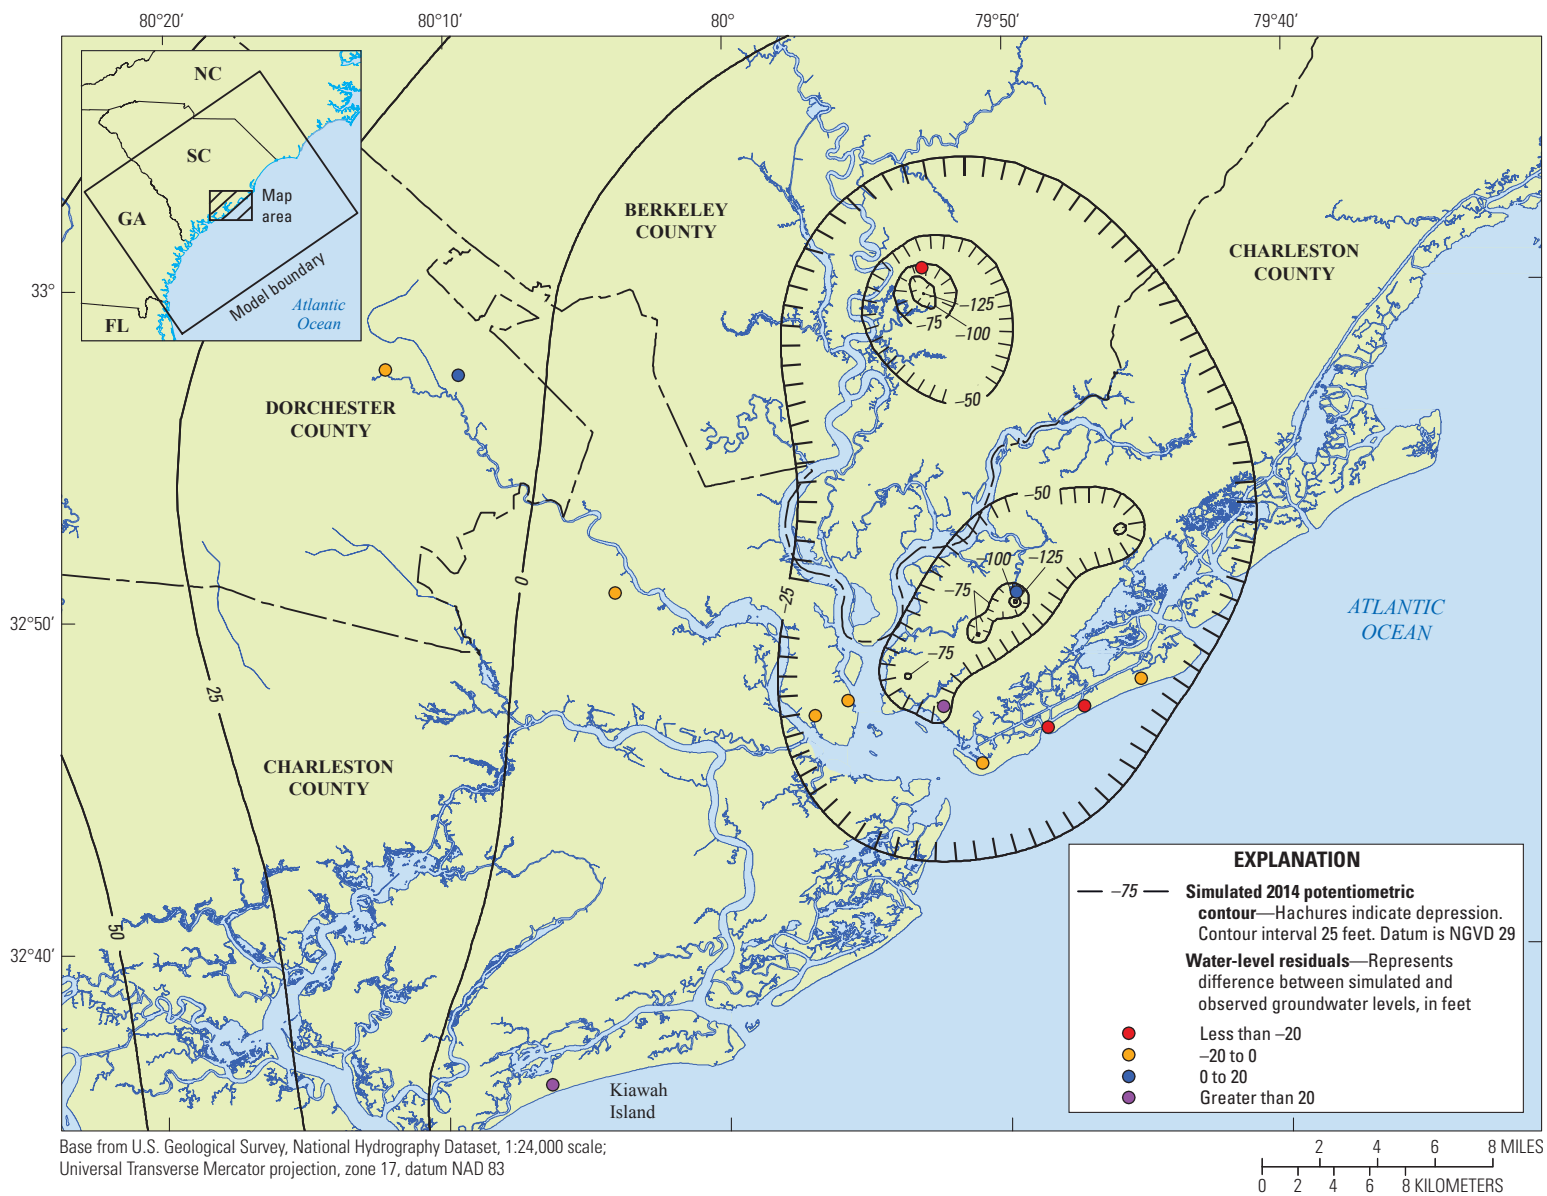 80°20′ 80°10′ 80° 79°50′ 79°40′
33°
32°50′
32°40′
NC
SC
GA
FL
Map
area
Model boundary
Atlantic
Ocean
BERKELEY
COUNTY
CHARLESTON
COUNTY
DORCHESTER
COUNTY
−125
−75
−100
−50
−50
−100
−125
−75
−75
−25
0
25
50
ATLANTIC
OCEAN
CHARLESTON
COUNTY
Kiawah
Island
EXPLANATION
−75
Simulated 2014 potentiometric
contour—Hachures indicate depression.
Contour interval 25 feet. Datum is NGVD 29
Water-level residuals—Represents
difference between simulated and
observed groundwater levels, in feet
Less than −20
−20 to 0
0 to 20
Greater than 20
Base from U.S. Geological Survey, National Hydrography Dataset, 1:24,000 scale;
Universal Transverse Mercator projection, zone 17, datum NAD 83
2 4 6 8 MILES
0 2 4 6 8 KILOMETERS
0